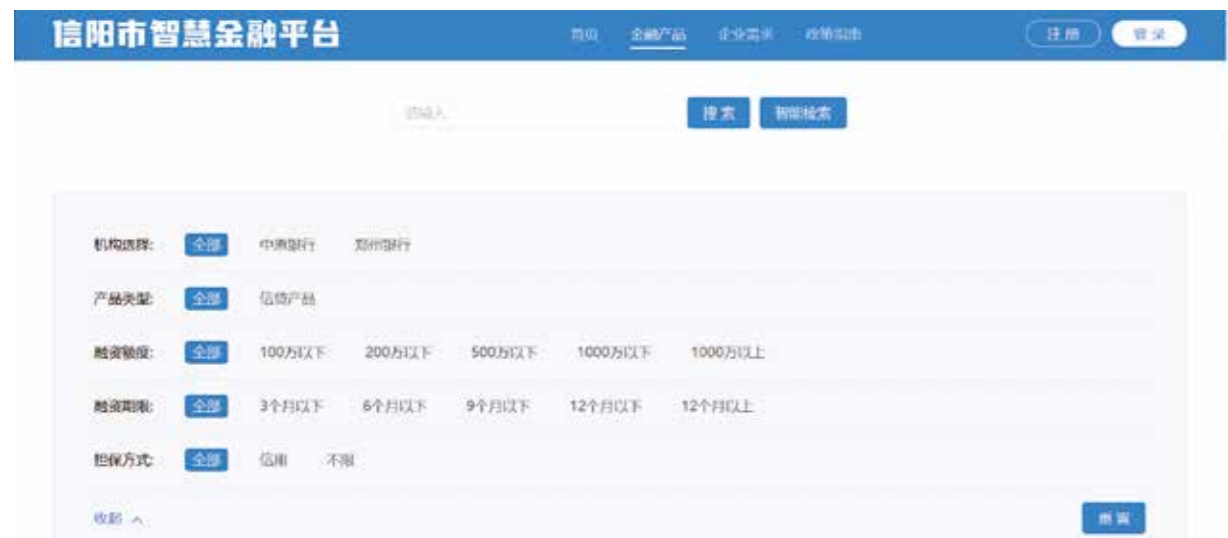 信阳市智慧金融平台 首页 金融产品 企业需求 政策指南 注册 登录
请输入 搜索 智能检索
机构选择: 全部 中原银行 郑州银行
产品类型: 全部 信贷产品
融资额度: 全部 100万以下 200万以下 500万以下 1000万以下 1000万以上
融资期限: 全部 3个月以下 6个月以下 9个月以下 12个月以下 12个月以上
担保方式: 全部 信用 不限
收起 重置